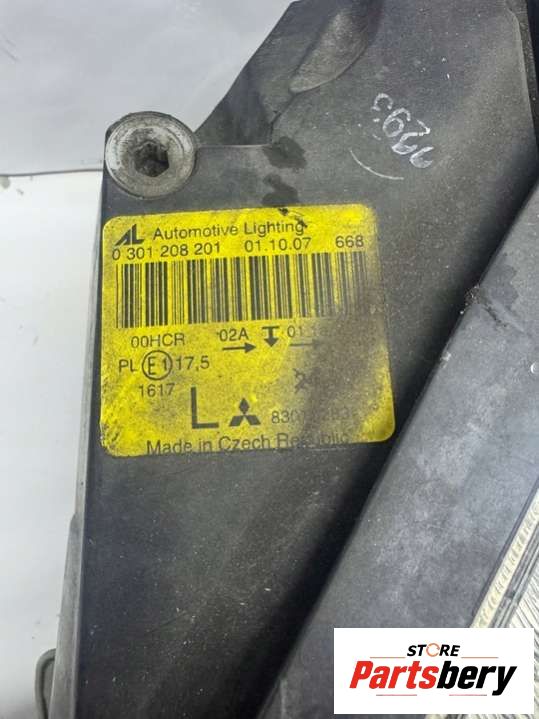 AL Automotive Lighting
0 301 208 201 01.10.07 668
00HCR 02A
PL E1 17,5
1617
L
Made in Czech Republic
STORE
Partsbery